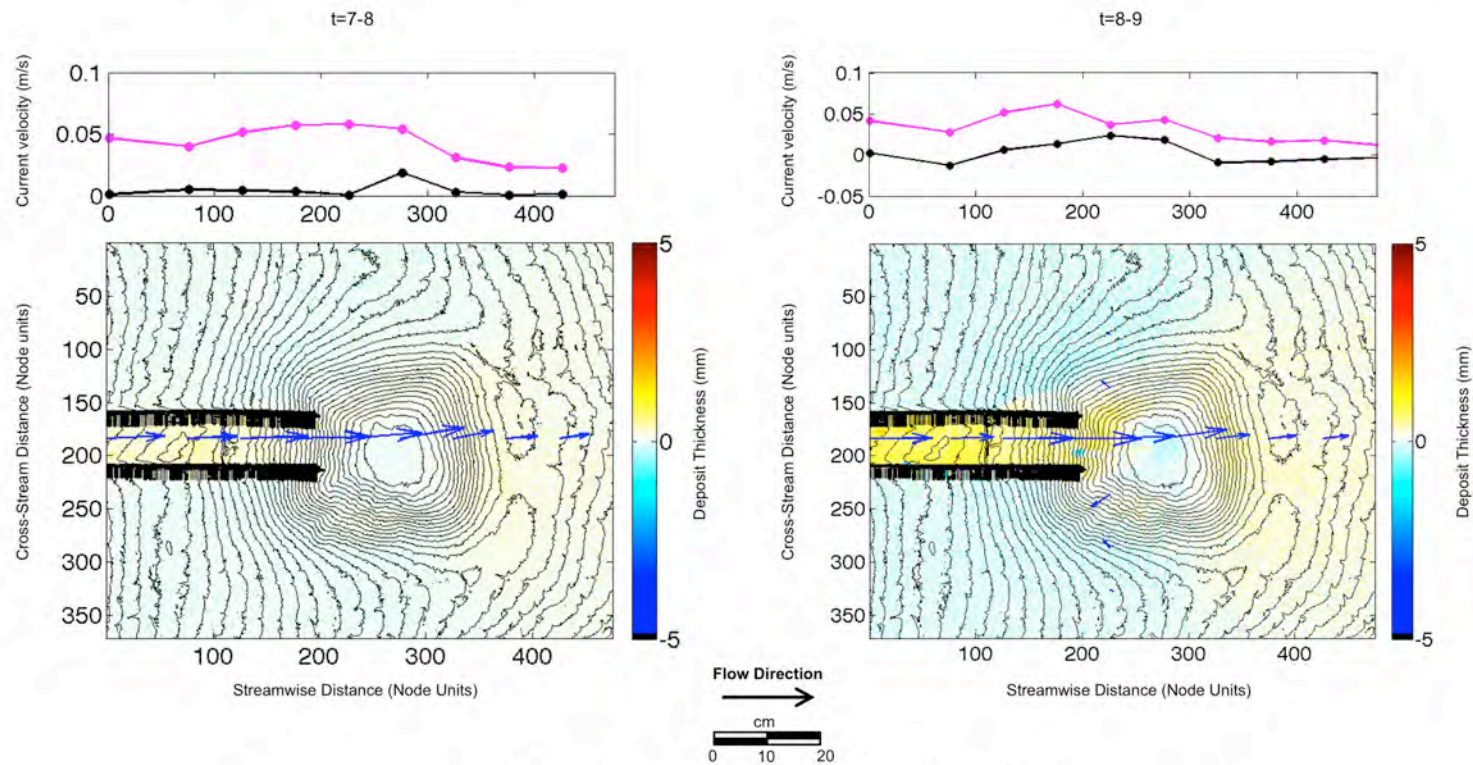 t=7-8
t=8-9
Current velocity (m/s)
0.1
0.05
0
0 100 200 300 400
Current velocity (m/s)
0.1
0.05
0
-0.05
0 100 200 300 400
Cross-Stream Distance (Node units)
50
100
150
200
250
300
350
100 200 300 400
Streamwise Distance (Node Units)
5
0
-5
Deposit Thickness (mm)
Cross-Stream Distance (Node units)
50
100
150
200
250
300
350
100 200 300 400
Streamwise Distance (Node Units)
5
0
-5
Deposit Thickness (mm)
Flow Direction
cm
0 10 20